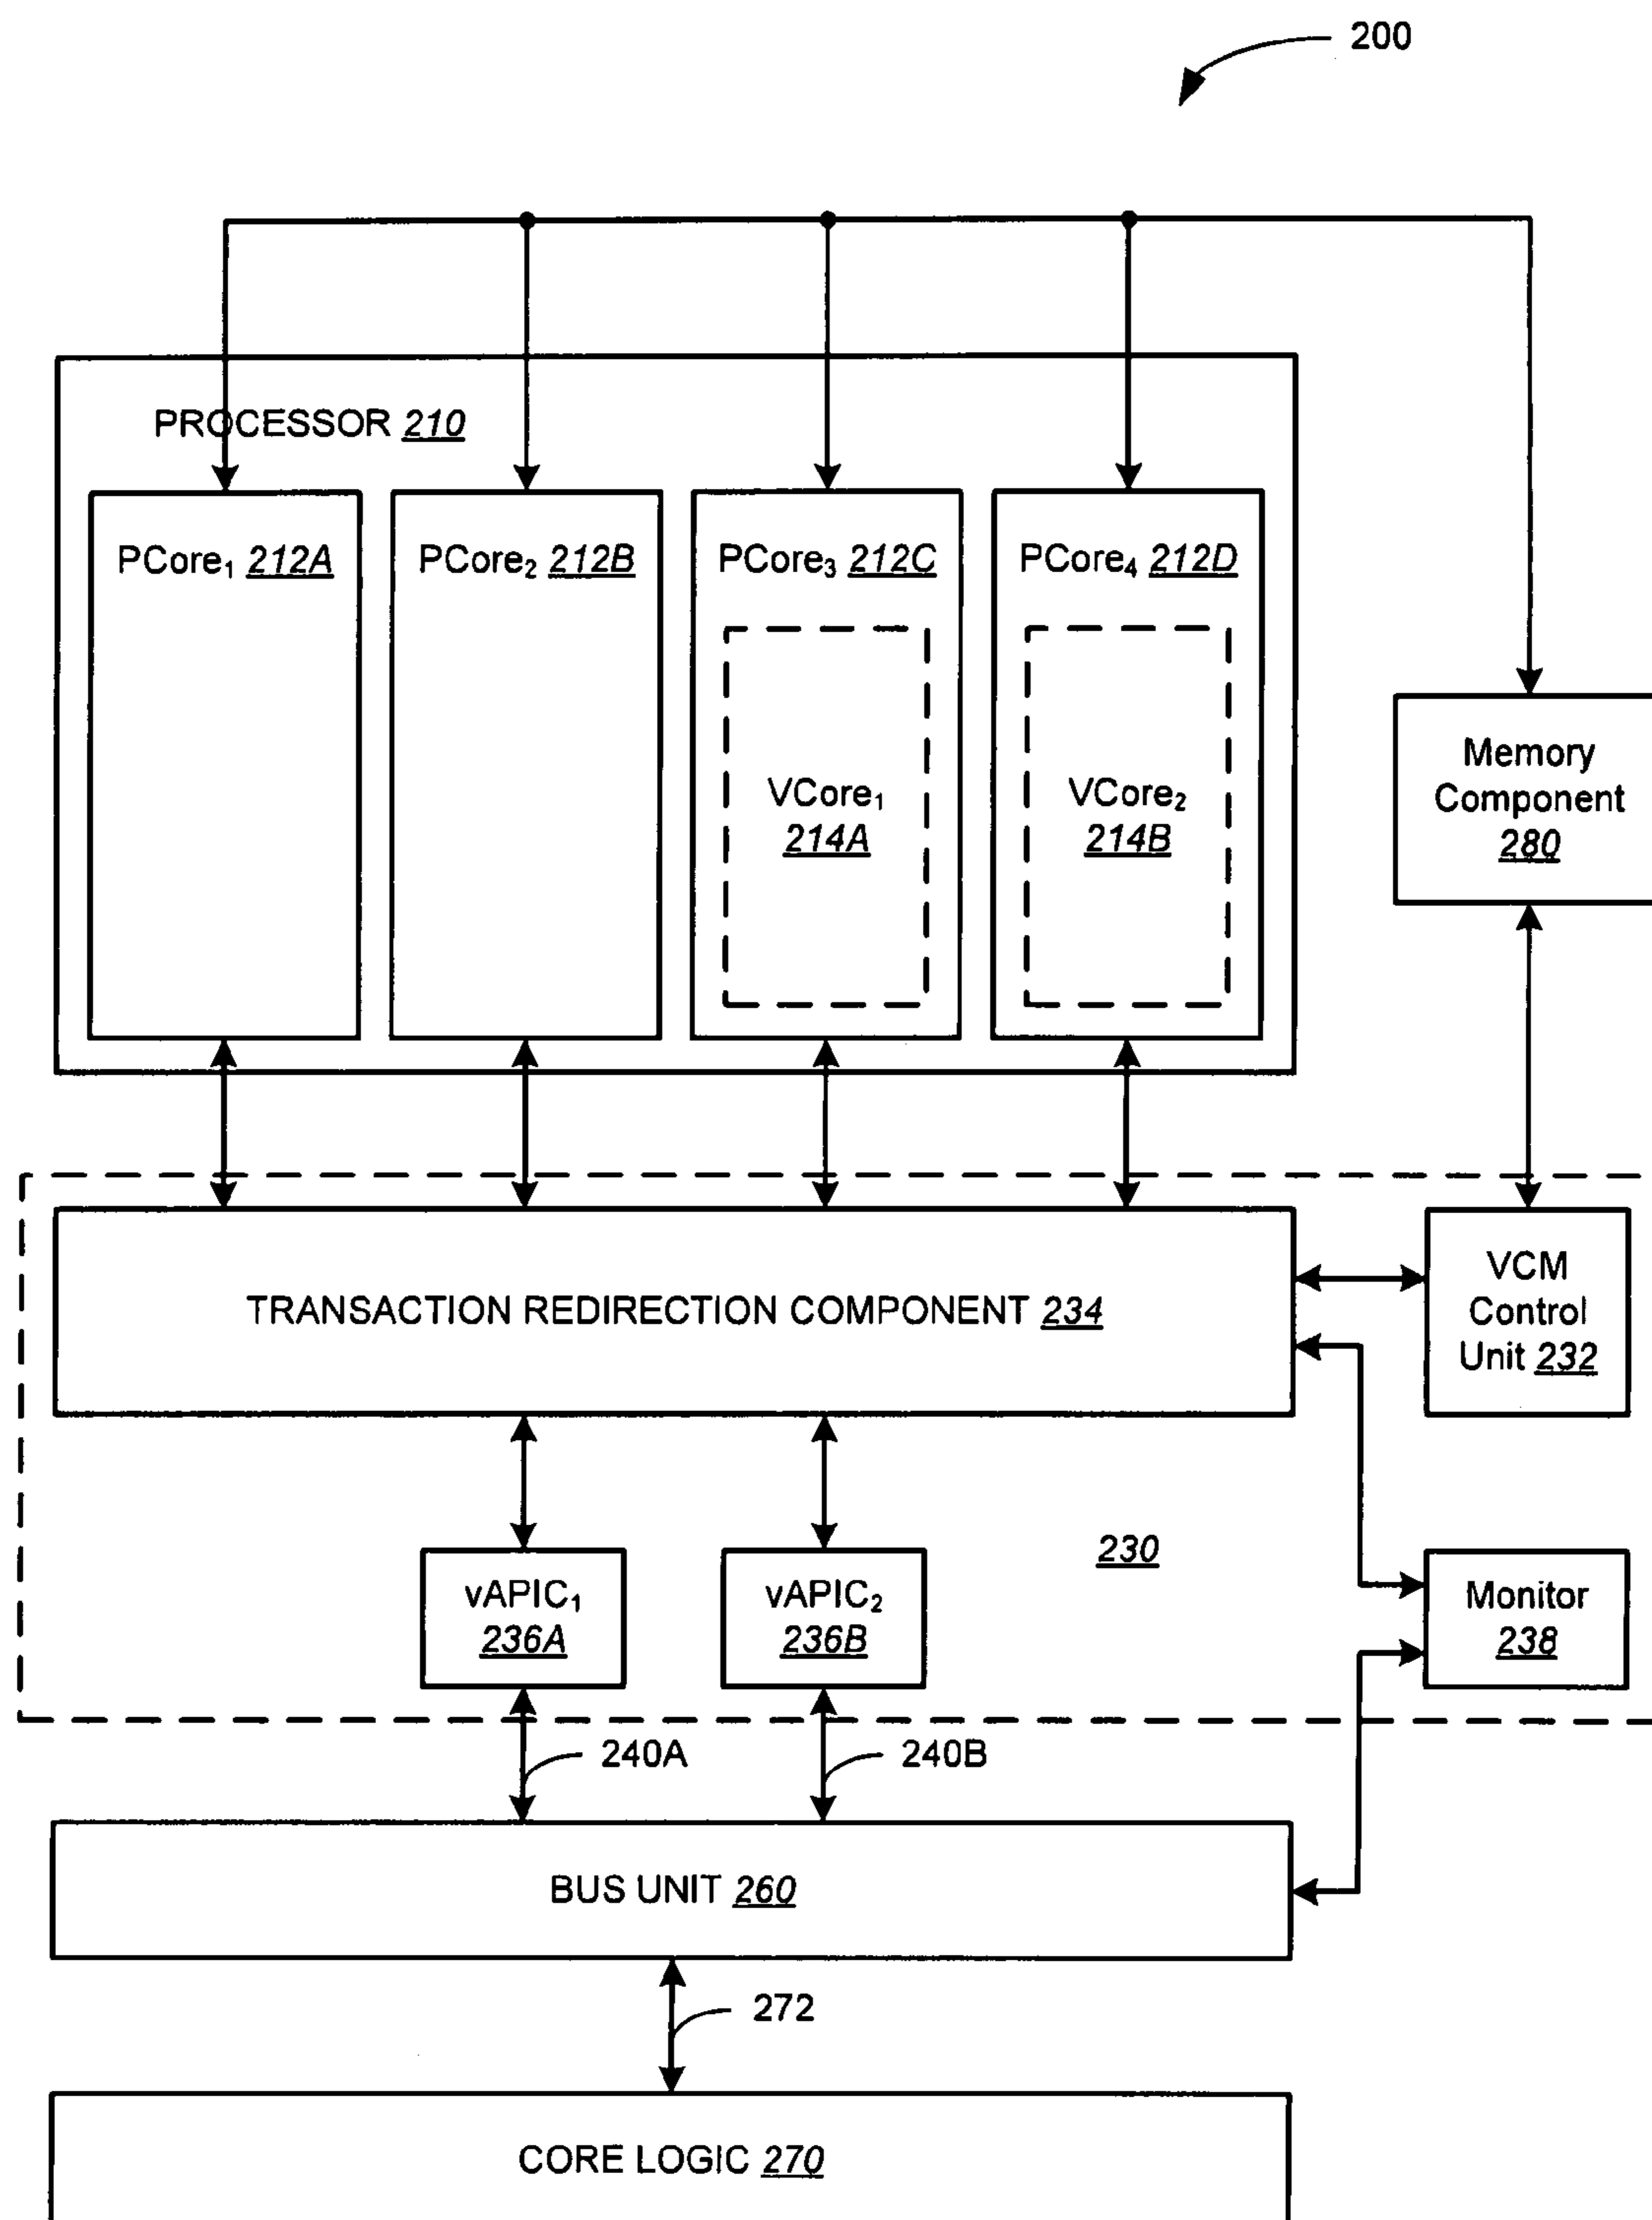 200
PROCESSOR 210
PCore₁ 212A
PCore₂ 212B
PCore₃ 212C
PCore₄ 212D
VCore₁
214A
VCore₂
214B
Memory
Component
280
TRANSACTION REDIRECTION COMPONENT 234
VCM
Control
Unit 232
230
vAPIC₁
236A
vAPIC₂
236B
Monitor
238
240A
240B
BUS UNIT 260
272
CORE LOGIC 270